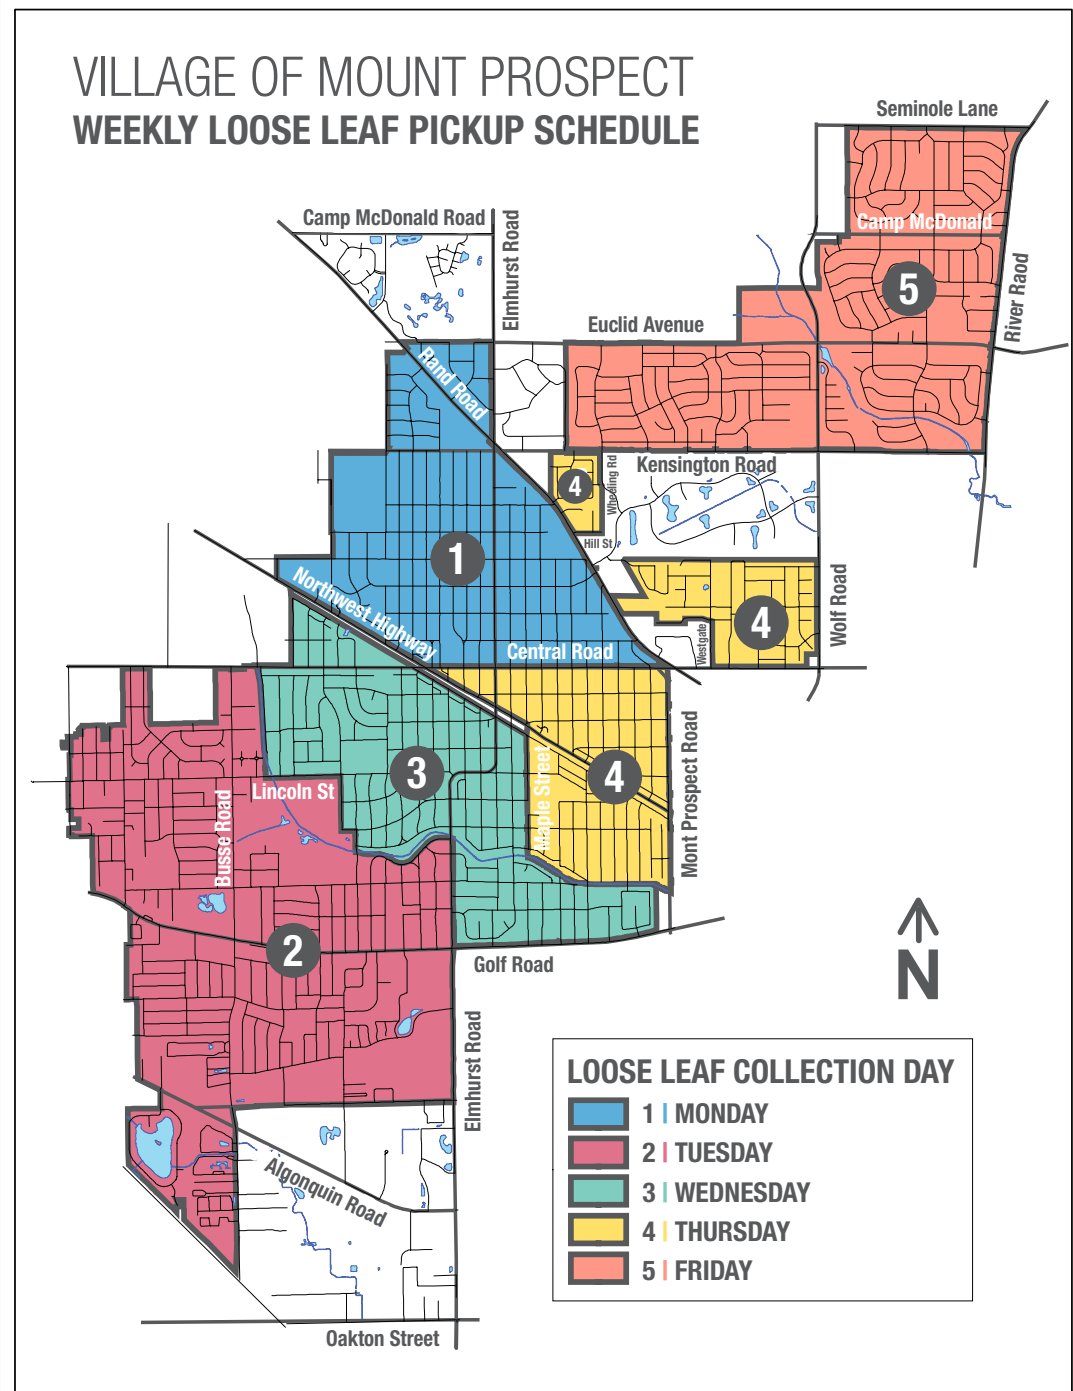 VILLAGE OF MOUNT PROSPECT
WEEKLY LOOSE LEAF PICKUP SCHEDULE
Seminole Lane
Camp McDonald Road
Elmhurst Road
Camp McDonald
5
River Raod
Euclid Avenue
Rand Road
Kensington Road
Wheeling Rd
4
Hill St
1
Northwest Highway
Central Road
Westgate
4
Wolf Road
3
Maple Street
4
Mont Prospect Road
Lincoln St
Busse Road
2
Golf Road
N
Elmhurst Road
Algonquin Road
Oakton Street
LOOSE LEAF COLLECTION DAY
1 | MONDAY
2 | TUESDAY
3 | WEDNESDAY
4 | THURSDAY
5 | FRIDAY